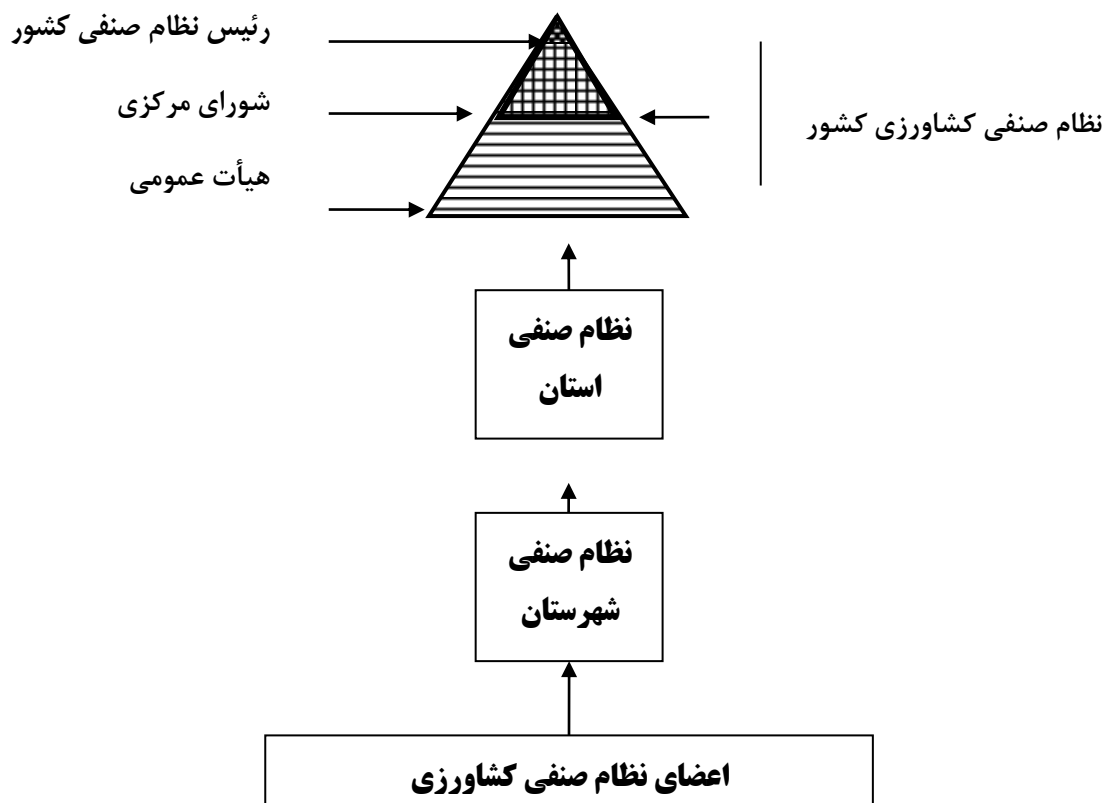 رئیس نظام صنفی کشور
شورای مرکزی
هیأت عمومی
نظام صنفی کشاورزی کشور
نظام صنفی
استان
نظام صنفی
شهرستان
اعضای نظام صنفی کشاورزی